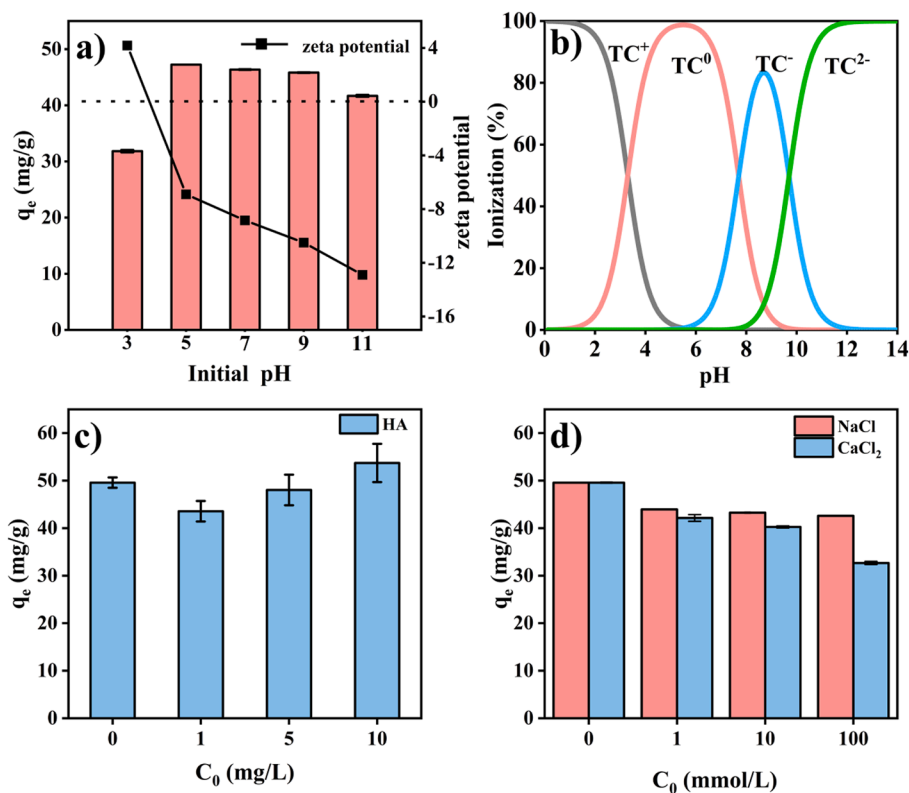 a)
zeta potential
50
40
30
20
10
0
q_e (mg/g)
4
0
-4
-8
-12
-16
zeta potential
3 5 7 9 11
Initial pH
b)
TC⁺
TC⁰
TC⁻
TC²⁻
100
80
60
40
20
0
Ionization (%)
0 2 4 6 8 10 12 14
pH
c)
HA
60
50
40
30
20
10
0
qₑ (mg/g)
0 1 5 10
C₀ (mg/L)
d)
NaCl
CaCl₂
60
50
40
30
20
10
0
qₑ (mg/g)
0 1 10 100
C₀ (mmol/L)